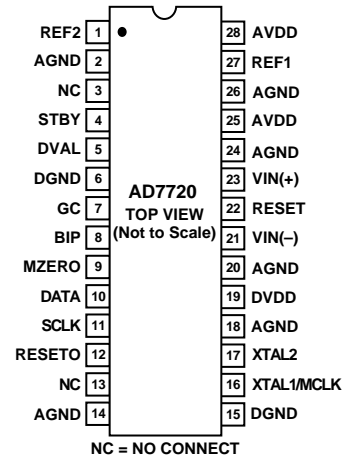 REF2 1 28 AVDD
AGND 2 27 REF1
NC 3 26 AGND
STBY 4 25 AVDD
DVAL 5 24 AGND
DGND 6 23 VIN(+)
GC 7 22 RESET
BIP 8 21 VIN(–)
MZERO 9 20 AGND
DATA 10 19 DVDD
SCLK 11 18 AGND
RESETO 12 17 XTAL2
NC 13 16 XTAL1/MCLK
AGND 14 15 DGND
AD7720
TOP VIEW
(Not to Scale)
NC = NO CONNECT